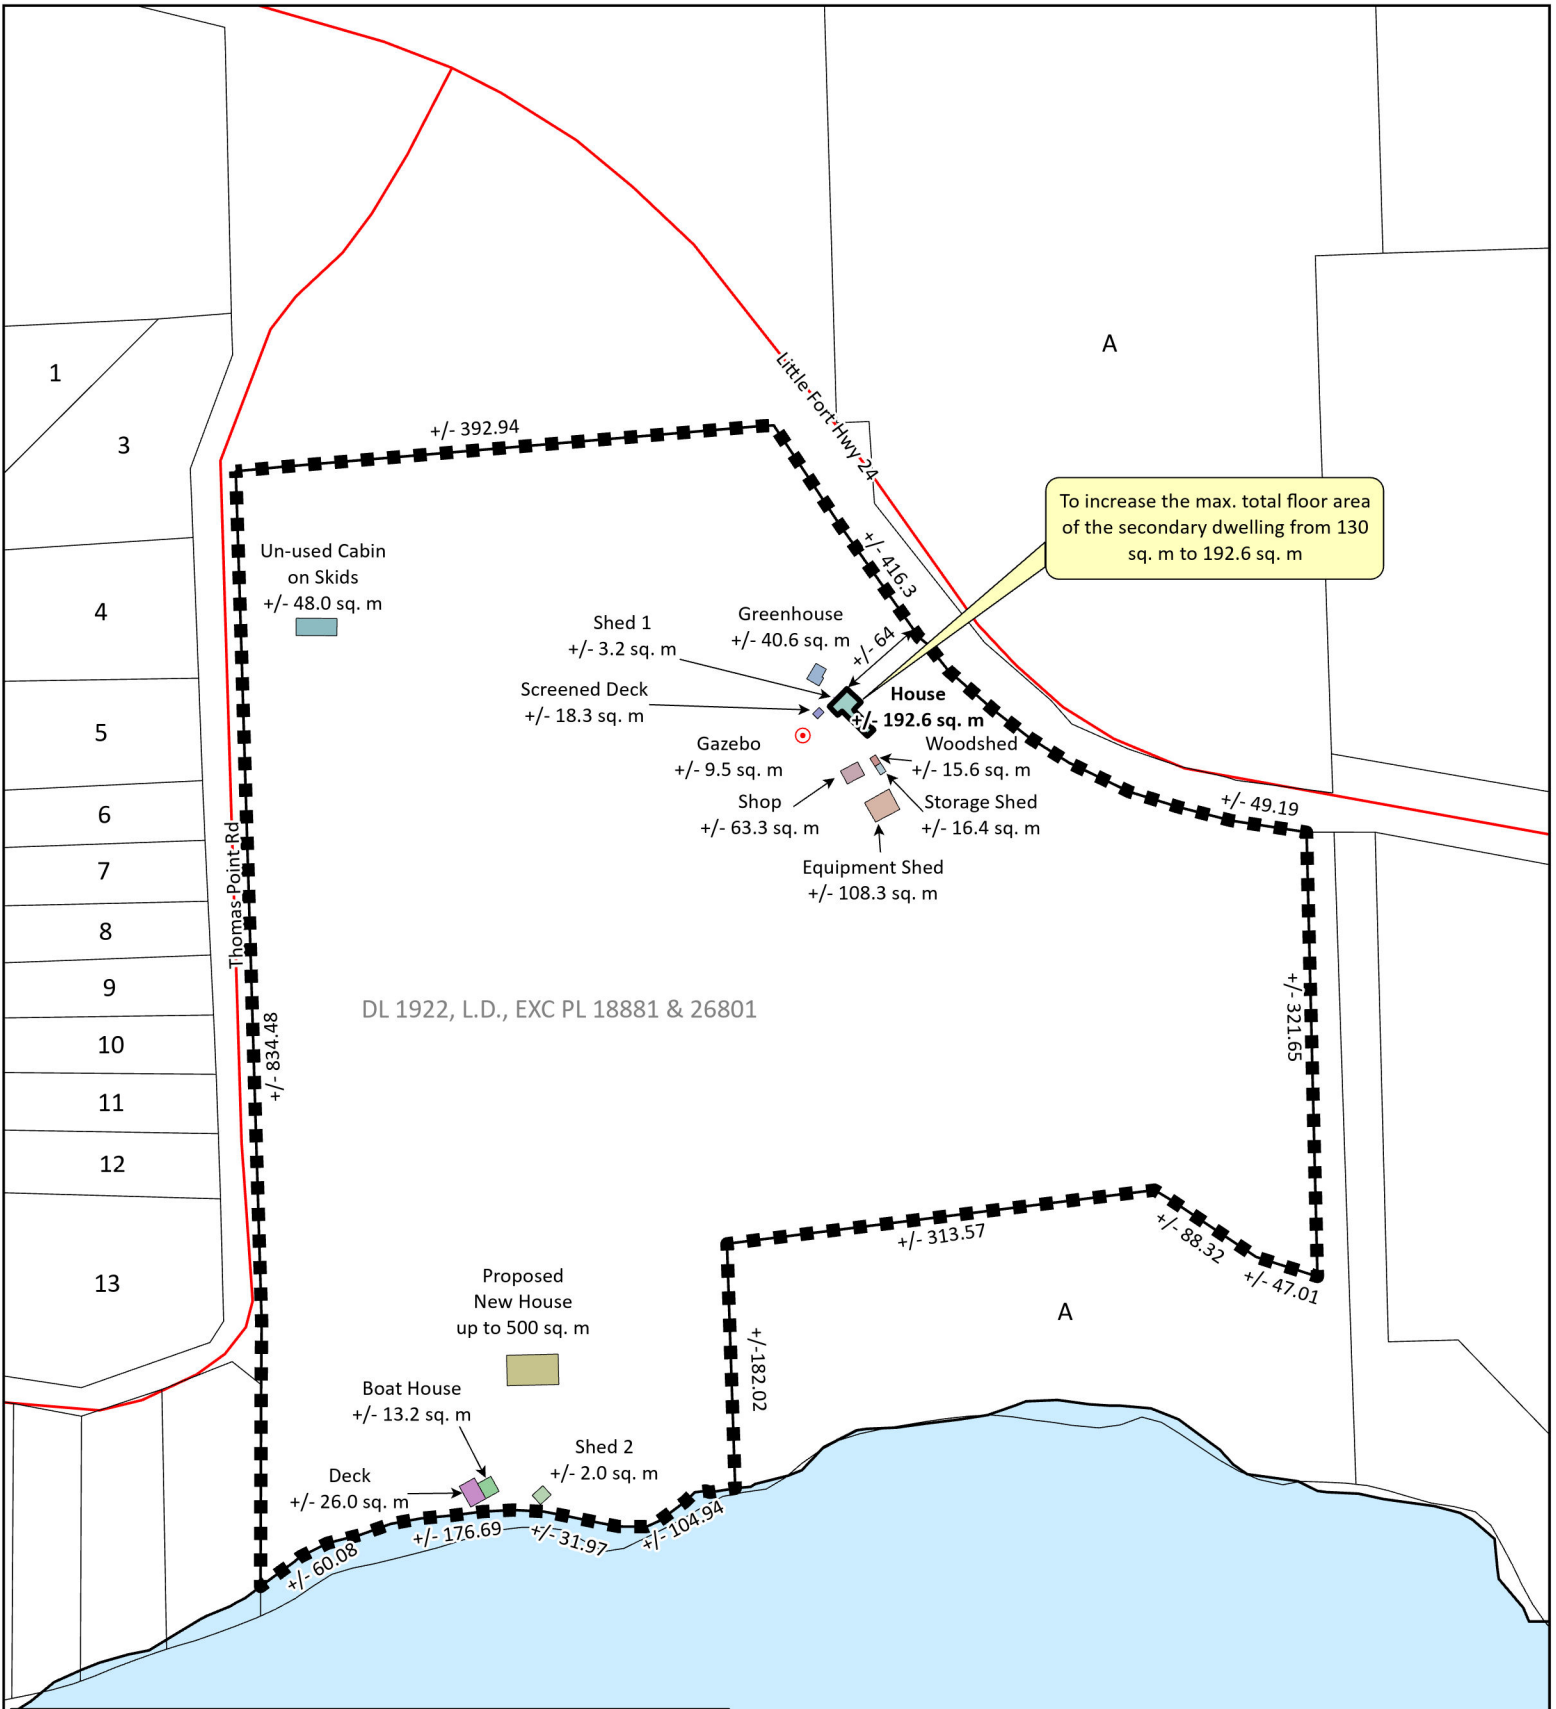 Little Fort Hwy 24
A
1
3
+/- 392.94
To increase the max. total floor area
of the secondary dwelling from 130
sq. m to 192.6 sq. m
Un-used Cabin
on Skids
+/- 48.0 sq. m
+/- 416.3
4
Shed 1
+/- 3.2 sq. m
Greenhouse
+/- 40.6 sq. m
+/- 64
Screened Deck
+/- 18.3 sq. m
House
+/- 192.6 sq. m
5
Gazebo
+/- 9.5 sq. m
Woodshed
+/- 15.6 sq. m
Shop
+/- 63.3 sq. m
Storage Shed
+/- 16.4 sq. m
+/- 49.19
6
Equipment Shed
+/- 108.3 sq. m
7
Thomas Point Rd
8
9
DL 1922, L.D., EXC PL 18881 & 26801
+/- 321.65
10
+/- 834.48
11
12
+/- 313.57
+/- 88.32
+/- 47.01
13
Proposed
New House
up to 500 sq. m
A
+/-182.02
Boat House
+/- 13.2 sq. m
Shed 2
+/- 2.0 sq. m
Deck
+/- 26.0 sq. m
+/- 60.08
+/- 176.69
+/- 31.97
+/- 104.94